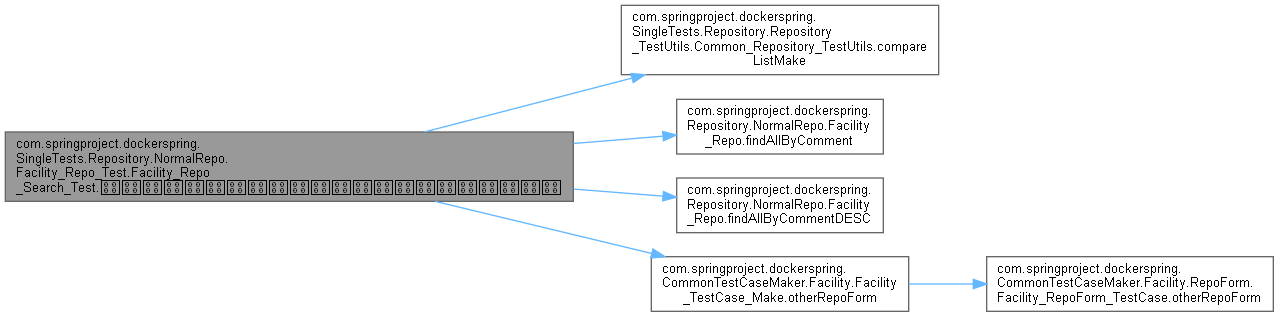 com.springproject.dockerspring.
SingleTests.Repository.NormalRepo.
Facility_Repo_Test.Facility_Repo
_Search_Test.
com.springproject.dockerspring.
SingleTests.Repository.Repository
_TestUtils.Common_Repository_TestUtils.compare
ListMake
com.springproject.dockerspring.
Repository.NormalRepo.Facility
_Repo.findAllByComment
com.springproject.dockerspring.
Repository.NormalRepo.Facility
_Repo.findAllByCommentDESC
com.springproject.dockerspring.
CommonTestCaseMaker.Facility.Facility
_TestCase_Make.otherRepoForm
com.springproject.dockerspring.
CommonTestCaseMaker.Facility.RepoForm.
Facility_RepoForm_TestCase.otherRepoForm